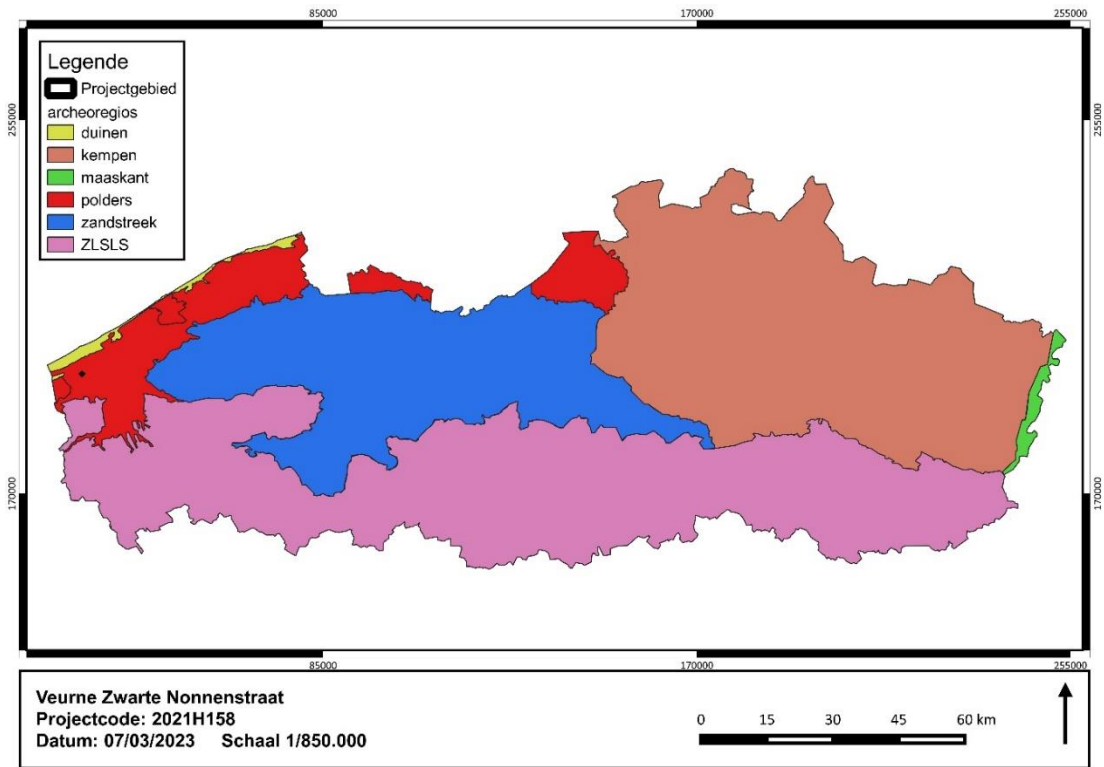 85000 170000 255000
Legende
Projectgebied
archeoregios
duinen
kempen
maaskant
polders
zandstreek
ZLSLS
255000 255000
170000 170000
85000 170000 255000
Veurne Zwarte Nonnenstraat
Projectcode: 2021H158
Datum: 07/03/2023 Schaal 1/850.000
0 15 30 45 60 km